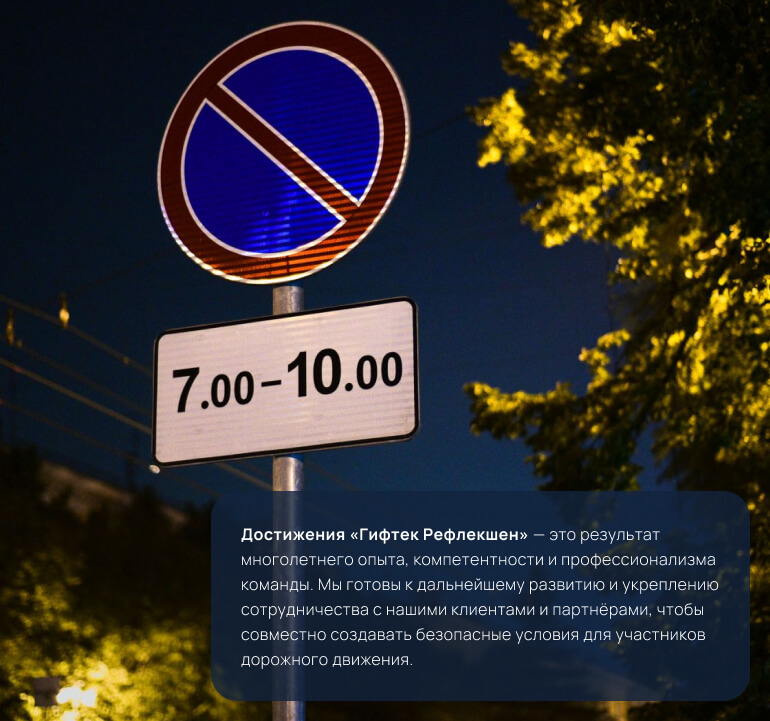 7.00–10.00
Достижения «Гифтек Рефлекшен» — это результат
многолетнего опыта, компетентности и профессионализма
команды. Мы готовы к дальнейшему развитию и укреплению
сотрудничества с нашими клиентами и партнёрами, чтобы
совместно создавать безопасные условия для участников
дорожного движения.